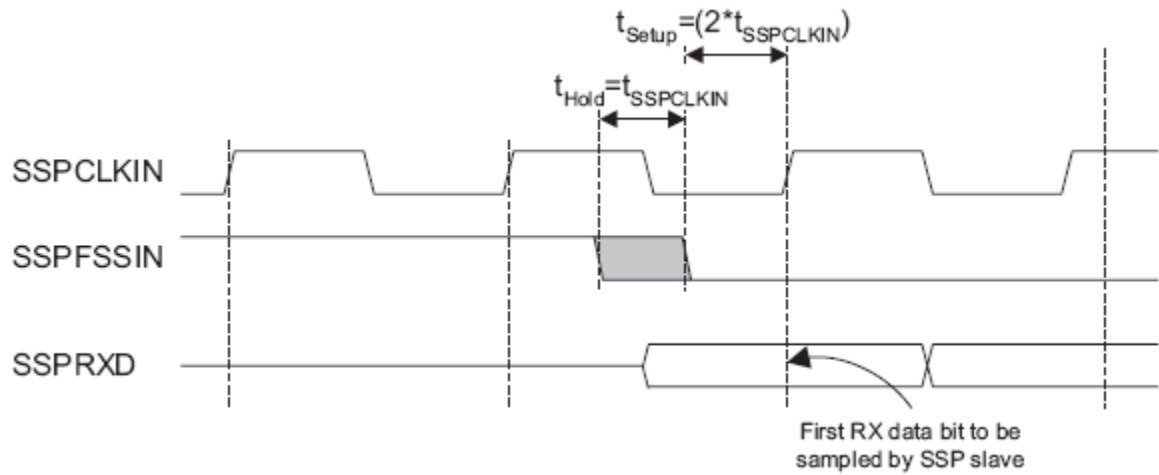 tSetup=(2*tSSPCLKIN)
tHold=tSSPCLKIN
SSPCLKIN
SSPFSSIN
SSPRXD
First RX data bit to be
sampled by SSP slave